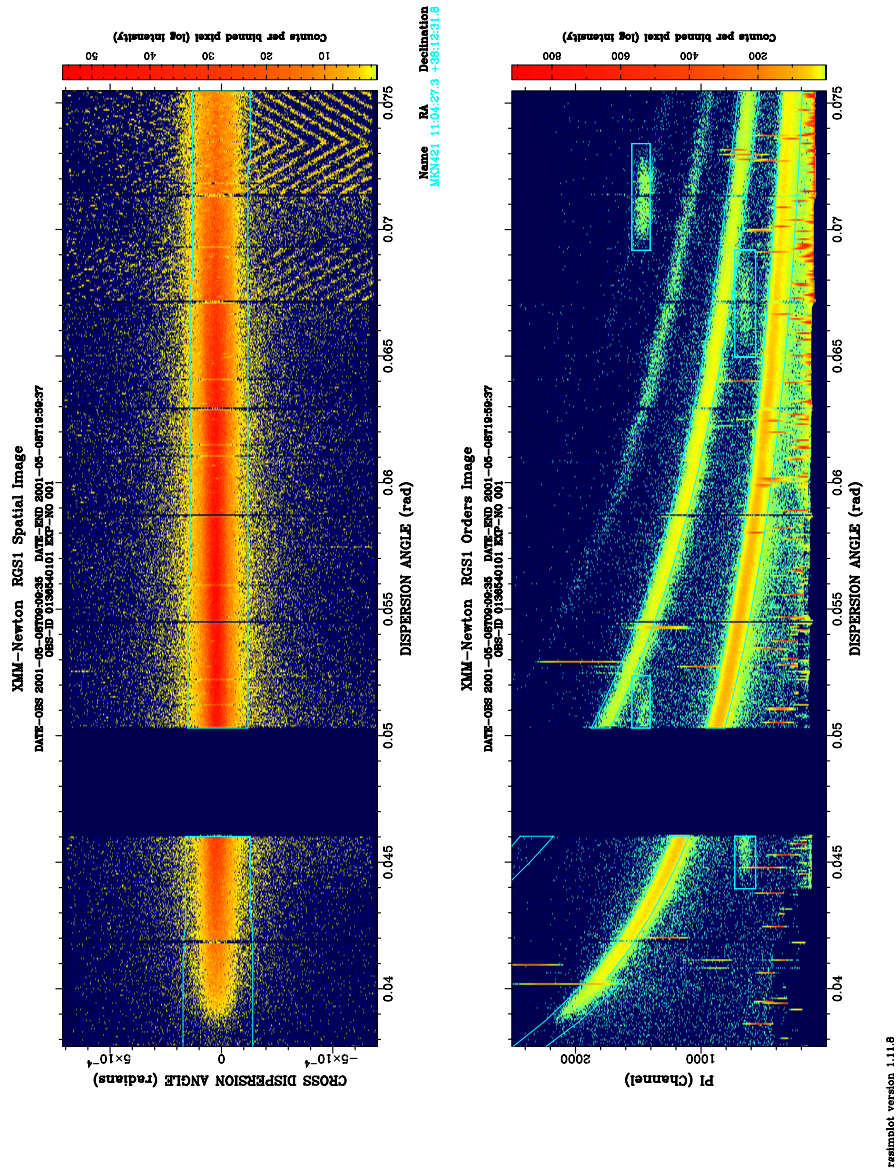 XMM-Newton RGS1 Spatial Image
DATE-OBS 2001-05-08T09:09:35 DATE-END 2001-05-08T19:59:37
OBS-ID 0136540101 EXP-NO 001
Counts per binned pixel (log intensity)
50 40 30 20 10
CROSS DISPERSION ANGLE (radians)
5×10⁻⁴ 0 −5×10⁻⁴
0.04 0.045 0.05 0.055 0.06 0.065 0.07 0.075
DISPERSION ANGLE (rad)
Name RA Declination
MKN421 11:04:27.3 +38:12:31.8
XMM-Newton RGS1 Orders Image
DATE-OBS 2001-05-08T09:09:35 DATE-END 2001-05-08T19:59:37
OBS-ID 0136540101 EXP-NO 001
Counts per binned pixel (log intensity)
800 600 400 200
PI (Channel)
2000 1000
0.04 0.045 0.05 0.055 0.06 0.065 0.07 0.075
DISPERSION ANGLE (rad)
rgsimplot version 1.11.8